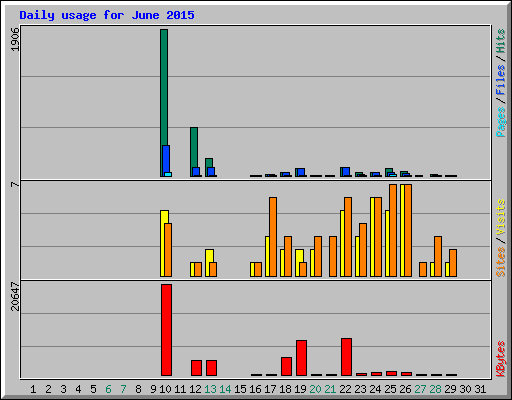 Daily usage for June 2015
1906
Pages/Files/Hits
7
Sites/Visits
20647
KBytes
1 2 3 4 5 6 7 8 9 10 11 12 13 14 15 16 17 18 19 20 21 22 23 24 25 26 27 28 29 30 31